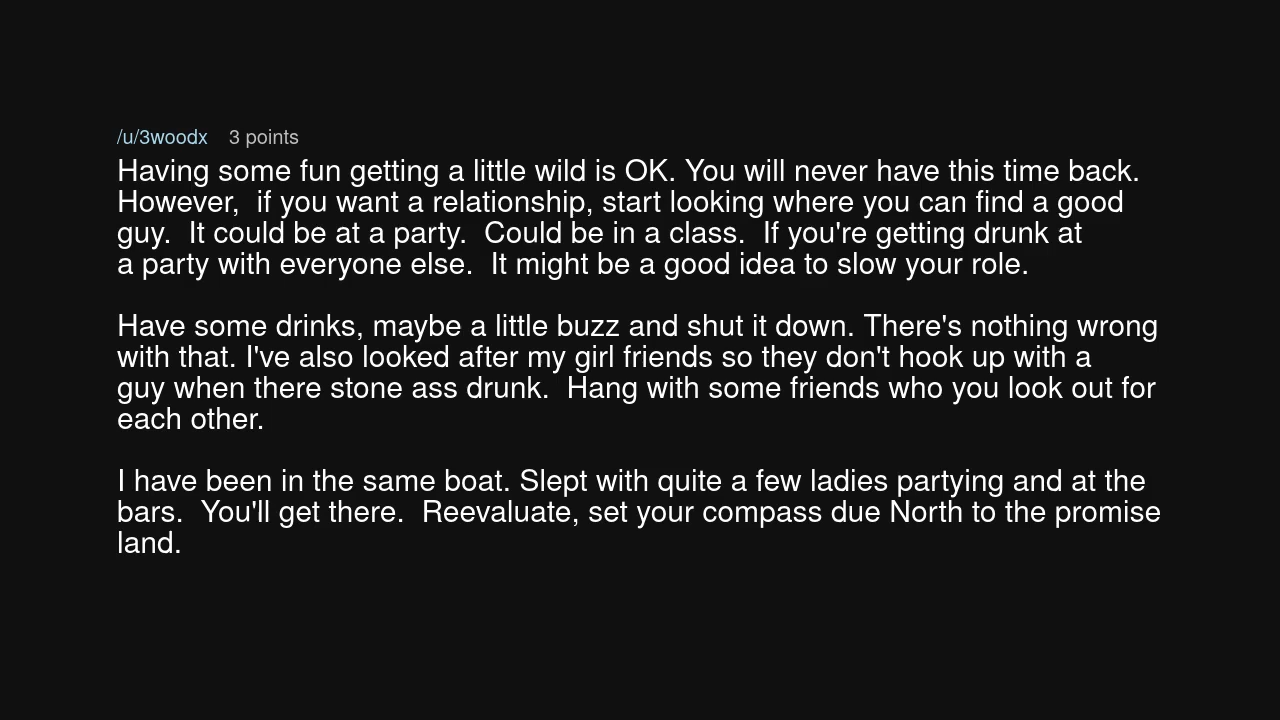 /u/3woodx 3 points
Having some fun getting a little wild is OK. You will never have this time back.
However,  if you want a relationship, start looking where you can find a good
guy.  It could be at a party.  Could be in a class.  If you're getting drunk at
a party with everyone else.  It might be a good idea to slow your role.
Have some drinks, maybe a little buzz and shut it down. There's nothing wrong
with that. I've also looked after my girl friends so they don't hook up with a
guy when there stone ass drunk.  Hang with some friends who you look out for
each other.
I have been in the same boat. Slept with quite a few ladies partying and at the
bars.  You'll get there.  Reevaluate, set your compass due North to the promise
land.